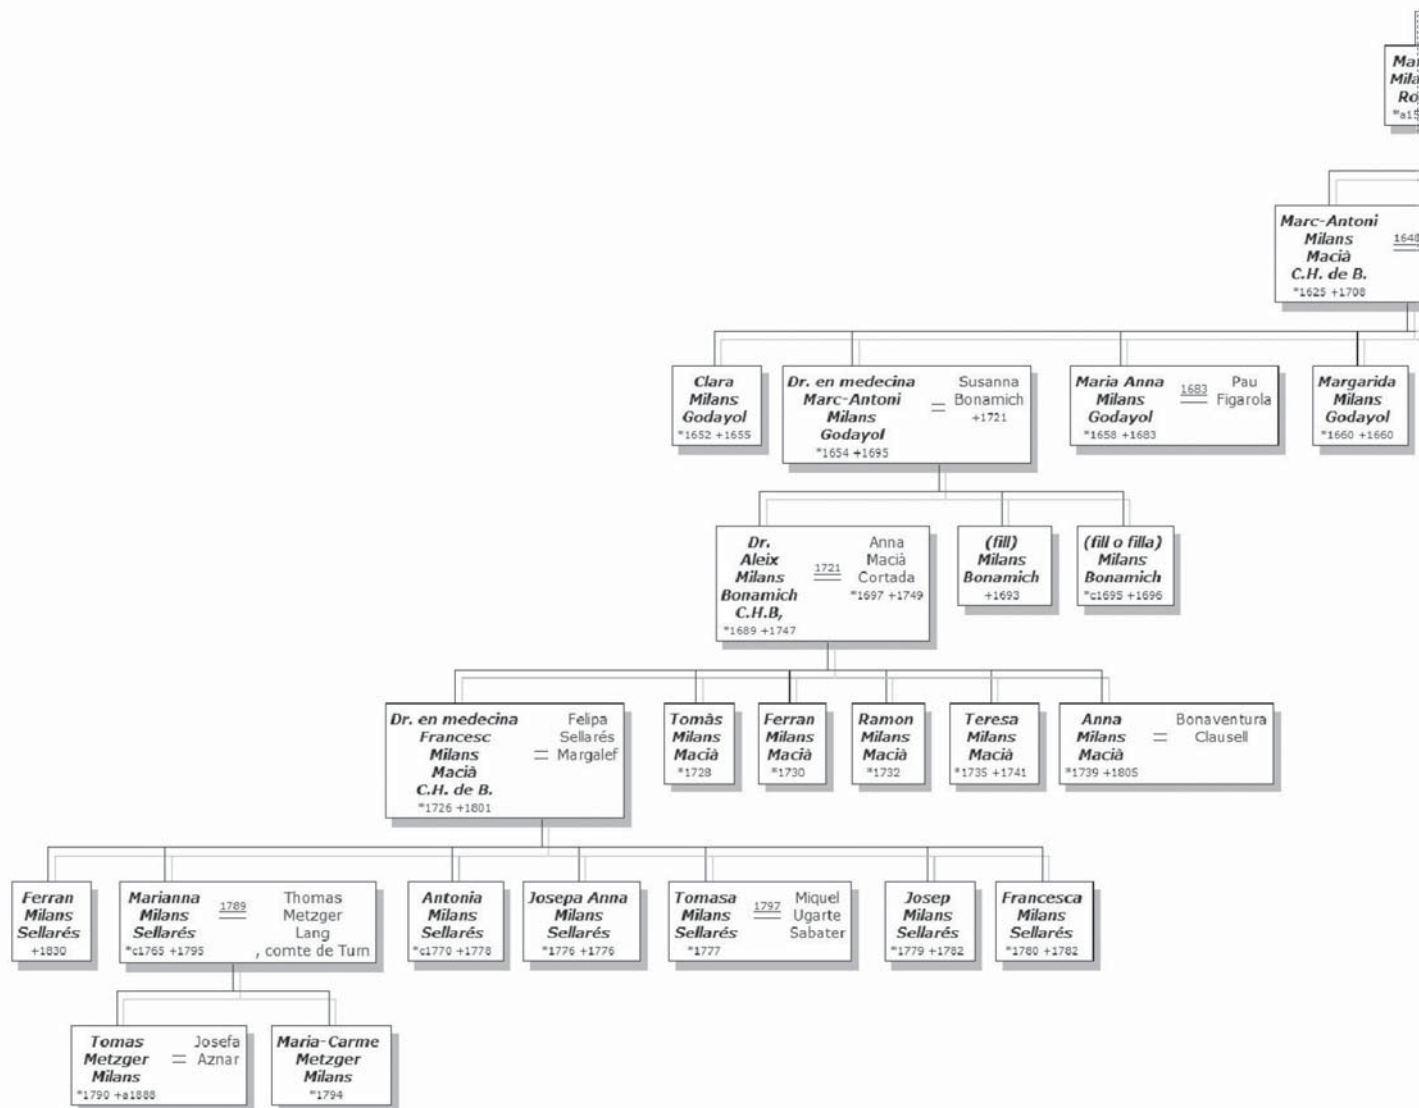 Milans
Macià
C.H. de B.
*1625 +1708
Marc-Antoni
1648
Clara
Milans
Godayol
*1652 +1655
Dr. en medecina
Marc-Antoni
Milans
Godayol
*1654 +1695
=
Susanna
Bonamich
+1721
Maria Anna
Milans
Godayol
*1658 +1683
1683
Pau
Figarola
Margarida
Milans
Godayol
*1660 +1660
Dr.
Aleix
Milans
Bonamich
C.H.B,
*1689 +1747
1721
Anna
Macià
Cortada
*1697 +1749
(fill)
Milans
Bonamich
+1693
(fill o filla)
Milans
Bonamich
*c1695 +1696
Dr. en medecina
Francesc
Milans
Macià
C.H. de B.
*1726 +1801
=
Felipa
Sellarés
Margalef
Tomàs
Milans
Macià
*1728
Ferran
Milans
Macià
*1730
Ramon
Milans
Macià
*1732
Teresa
Milans
Macià
*1735 +1741
Anna
Milans
Macià
*1739 +1805
=
Bonaventura
Clausell
Ferran
Milans
Sellarés
+1830
Marianna
Milans
Sellarés
*c1765 +1795
1789
Thomas
Metzger
Lang
, comte de Turn
Antonia
Milans
Sellarés
*c1770 +1778
Josepa Anna
Milans
Sellarés
*1776 +1776
Tomasa
Milans
Sellarés
*1777
1797
Miquel
Ugarte
Sabater
Josep
Milans
Sellarés
*1779 +1782
Francesca
Milans
Sellarés
*1780 +1782
Tomas
Metzger
Milans
*1790 +a1888
=
Josefa
Aznar
Maria-Carme
Metzger
Milans
*1794